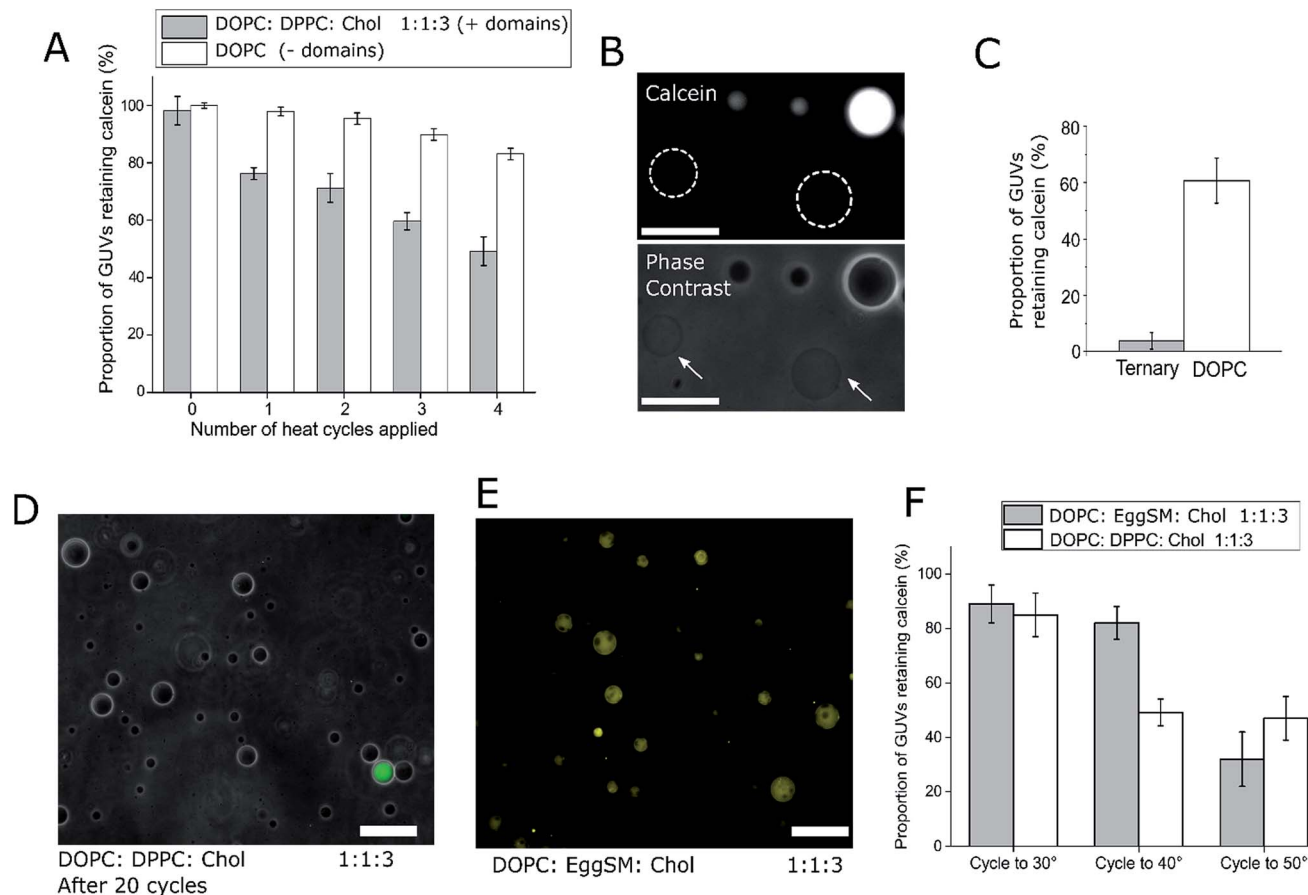 A
DOPC: DPPC: Chol 1:1:3 (+ domains)
DOPC (- domains)
Proportion of GUVs retaining calcein (%)
100
80
60
40
20
0
0 1 2 3 4
Number of heat cycles applied
B
Calcein
Phase
Contrast
C
Proportion of GUVs
retaining calcein (%)
80
60
40
20
0
Ternary DOPC
D
DOPC: DPPC: Chol 1:1:3
After 20 cycles
E
DOPC: EggSM: Chol 1:1:3
F
DOPC: EggSM: Chol 1:1:3
DOPC: DPPC: Chol 1:1:3
Proportion of GUVs retaining calcein (%)
100
80
60
40
20
0
Cycle to 30° Cycle to 40° Cycle to 50°